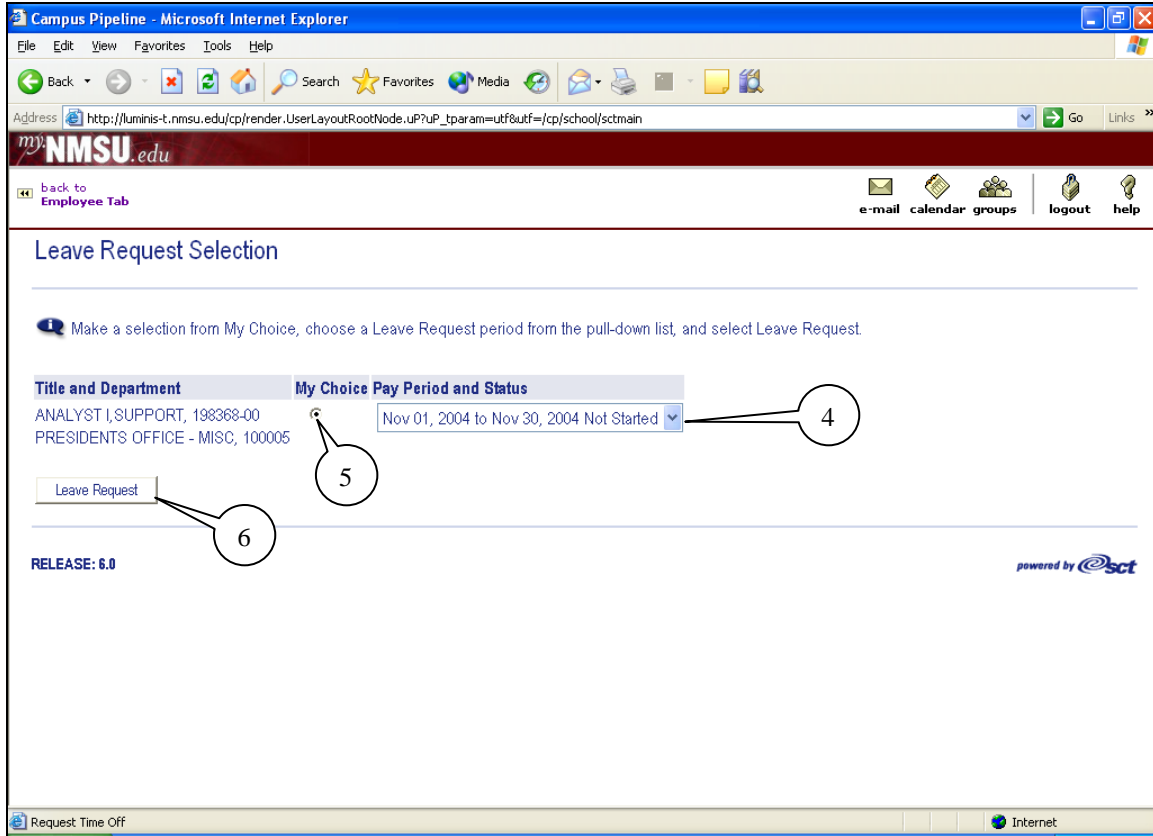 Campus Pipeline - Microsoft Internet Explorer
File Edit View Favorites Tools Help
Back Search Favorites Media
Address http://luminis-t.nmsu.edu/cp/render.UserLayoutRootNode.uP?uP_tparam=utf&utf=/cp/school/sctmain Go Links »
my.NMSU.edu
back to
Employee Tab
e-mail calendar groups logout help
Leave Request Selection
Make a selection from My Choice, choose a Leave Request period from the pull-down list, and select Leave Request.
Title and Department My Choice Pay Period and Status
ANALYST I,SUPPORT, 198368-00 Nov 01, 2004 to Nov 30, 2004 Not Started 4
PRESIDENTS OFFICE - MISC, 100005
5
Leave Request
6
RELEASE: 6.0 powered by sct
Request Time Off Internet